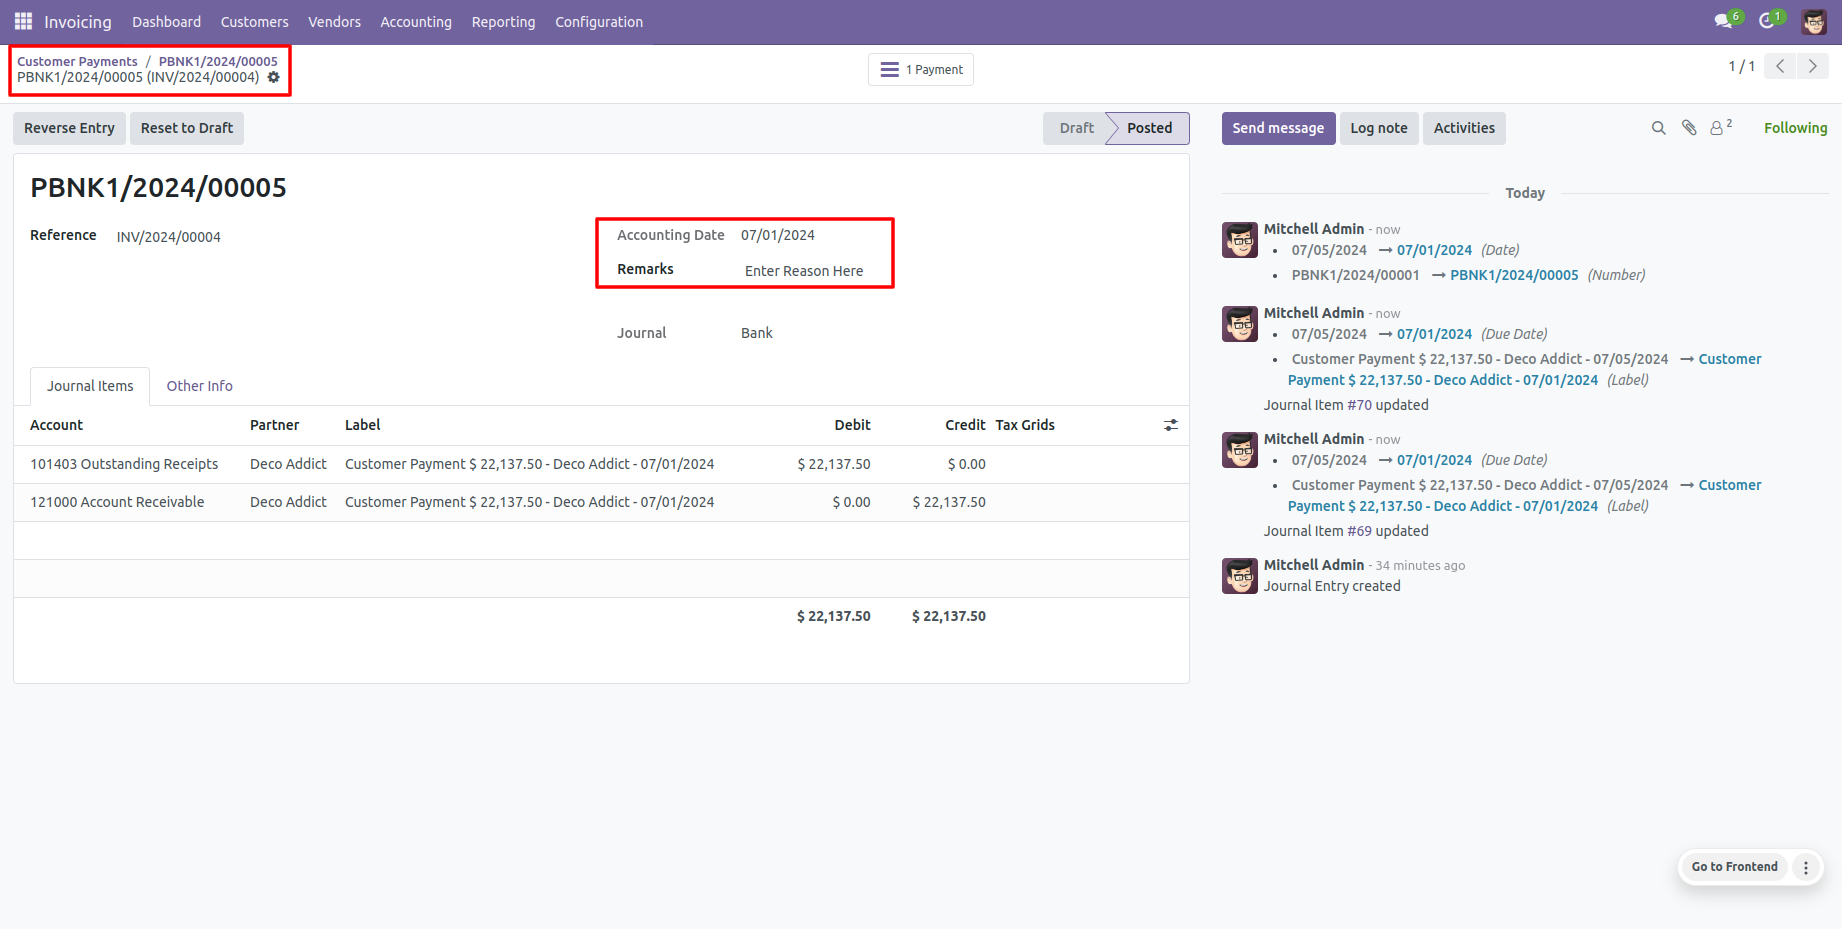 Invoicing Dashboard Customers Vendors Accounting Reporting Configuration 6 1
Customer Payments / PBNK1/2024/00005
PBNK1/2024/00005 (INV/2024/00004)
1 Payment
1 / 1
Reverse Entry Reset to Draft
Draft Posted
Send message Log note Activities
2 Following
PBNK1/2024/00005
Reference INV/2024/00004
Accounting Date 07/01/2024
Remarks Enter Reason Here
Journal Bank
Journal Items Other Info
Account Partner Label Debit Credit Tax Grids
101403 Outstanding Receipts Deco Addict Customer Payment $ 22,137.50 - Deco Addict - 07/01/2024 $ 22,137.50 $ 0.00
121000 Account Receivable Deco Addict Customer Payment $ 22,137.50 - Deco Addict - 07/01/2024 $ 0.00 $ 22,137.50
$ 22,137.50 $ 22,137.50
Today
Mitchell Admin - now
• 07/05/2024 → 07/01/2024 (Date)
• PBNK1/2024/00001 → PBNK1/2024/00005 (Number)
Mitchell Admin - now
• 07/05/2024 → 07/01/2024 (Due Date)
• Customer Payment $ 22,137.50 - Deco Addict - 07/05/2024 → Customer
Payment $ 22,137.50 - Deco Addict - 07/01/2024 (Label)
Journal Item #70 updated
Mitchell Admin - now
• 07/05/2024 → 07/01/2024 (Due Date)
• Customer Payment $ 22,137.50 - Deco Addict - 07/05/2024 → Customer
Payment $ 22,137.50 - Deco Addict - 07/01/2024 (Label)
Journal Item #69 updated
Mitchell Admin - 34 minutes ago
Journal Entry created
Go to Frontend